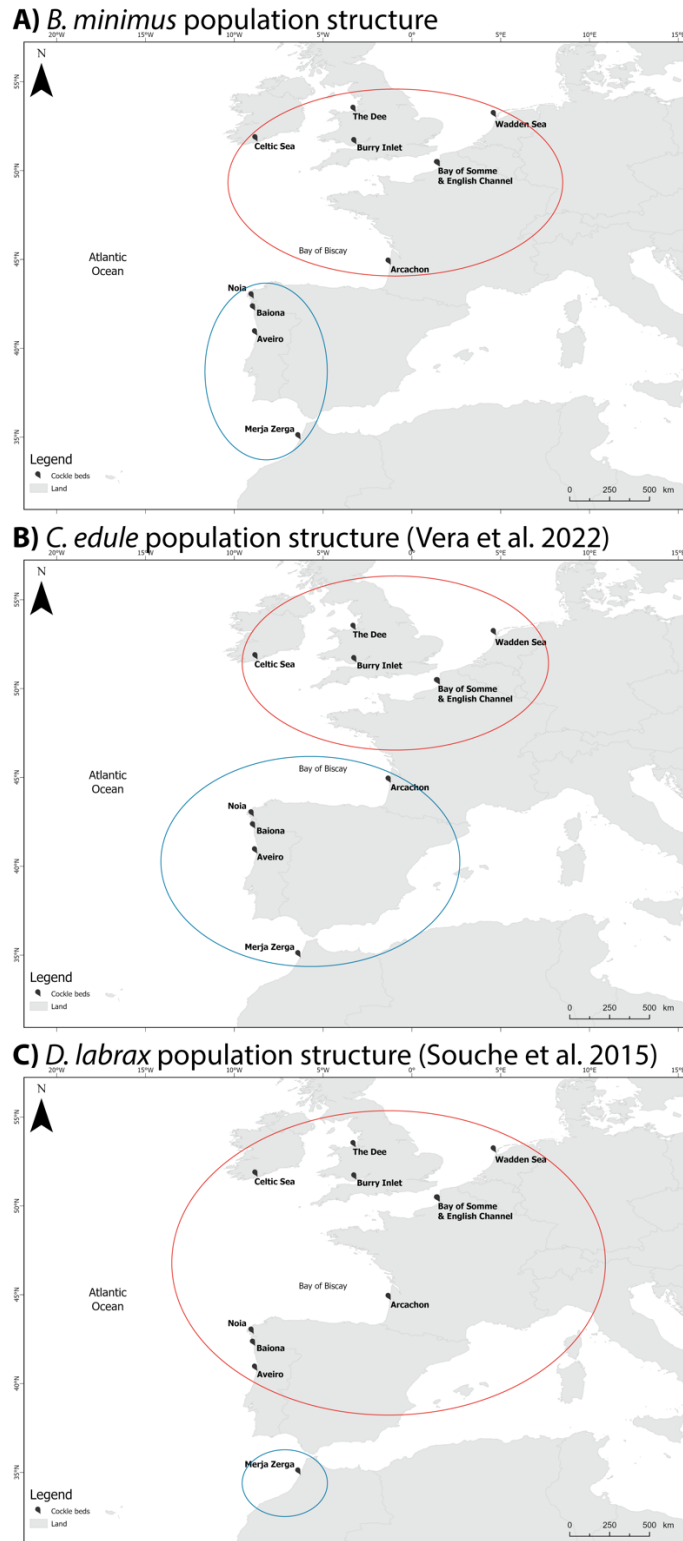 A) B. minimus population structure
20°W 15°W 10°W 5°W 0° 5°E 10°E 15°E
N
55°N
The Dee
Wadden Sea
Celtic Sea
Burry Inlet
50°N
Bay of Somme
& English Channel
Bay of Biscay
45°N
Arcachon
Atlantic
Ocean
Noia
Baiona
Aveiro
40°N
Merja Zerga
35°N
Legend
Cockle beds
Land
0 250 500 km
B) C. edule population structure (Vera et al. 2022)
20°W 15°W 10°W 5°W 0° 5°E 10°E 15°E
N
55°N
The Dee
Wadden Sea
Celtic Sea
Burry Inlet
50°N
Bay of Somme
& English Channel
Bay of Biscay
45°N
Arcachon
Atlantic
Ocean
Noia
Baiona
Aveiro
40°N
Merja Zerga
35°N
Legend
Cockle beds
Land
0 250 500 km
C) D. labrax population structure (Souche et al. 2015)
20°W 15°W 10°W 5°W 0° 5°E 10°E 15°E
N
55°N
The Dee
Wadden Sea
Celtic Sea
Burry Inlet
50°N
Bay of Somme
& English Channel
Bay of Biscay
45°N
Arcachon
Atlantic
Ocean
Noia
Baiona
Aveiro
40°N
Merja Zerga
35°N
Legend
Cockle beds
Land
0 250 500 km